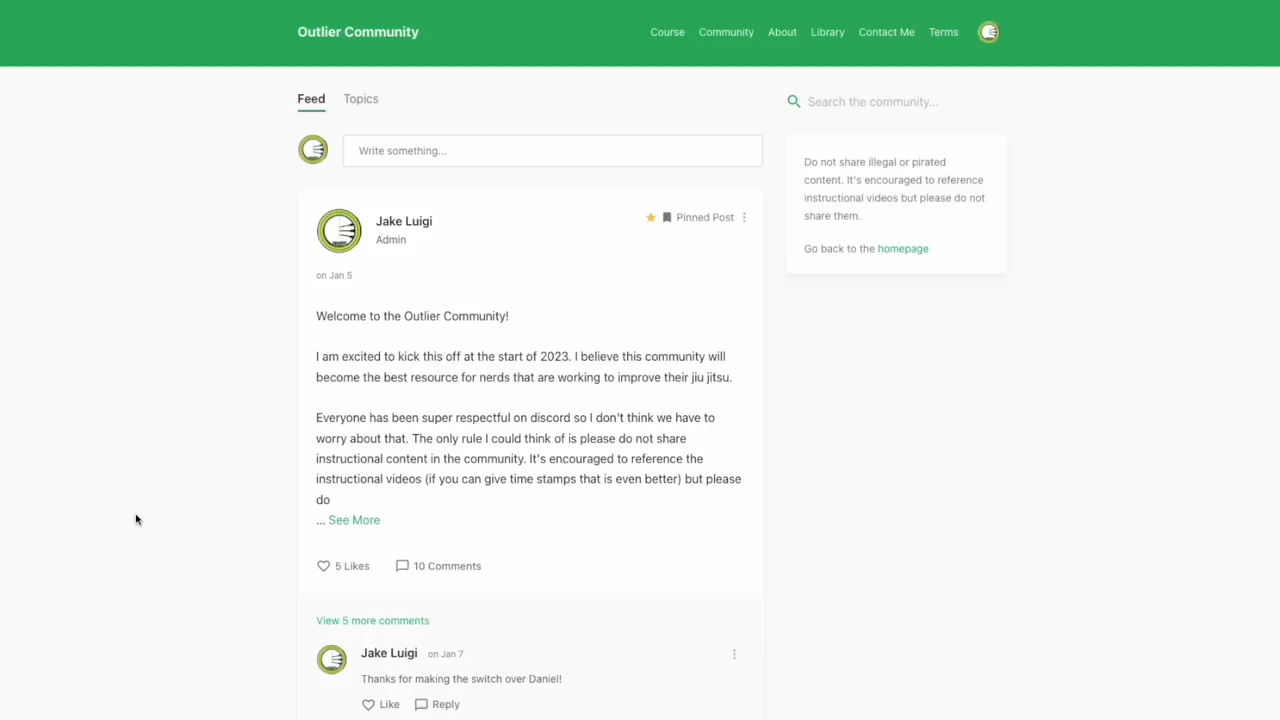 Outlier Community
Course Community About Library Contact Me Terms
Feed Topics
Search the community...
Write something...
Do not share illegal or pirated
content. It's encouraged to reference
instructional videos but please do not
share them.
Go back to the homepage
Jake Luigi
Admin
Pinned Post
on Jan 5
Welcome to the Outlier Community!
I am excited to kick this off at the start of 2023. I believe this community will
become the best resource for nerds that are working to improve their jiu jitsu.
Everyone has been super respectful on discord so I don't think we have to
worry about that. The only rule I could think of is please do not share
instructional content in the community. It's encouraged to reference the
instructional videos (if you can give time stamps that is even better) but please
do
... See More
5 Likes 10 Comments
View 5 more comments
Jake Luigi on Jan 7
Thanks for making the switch over Daniel!
Like Reply